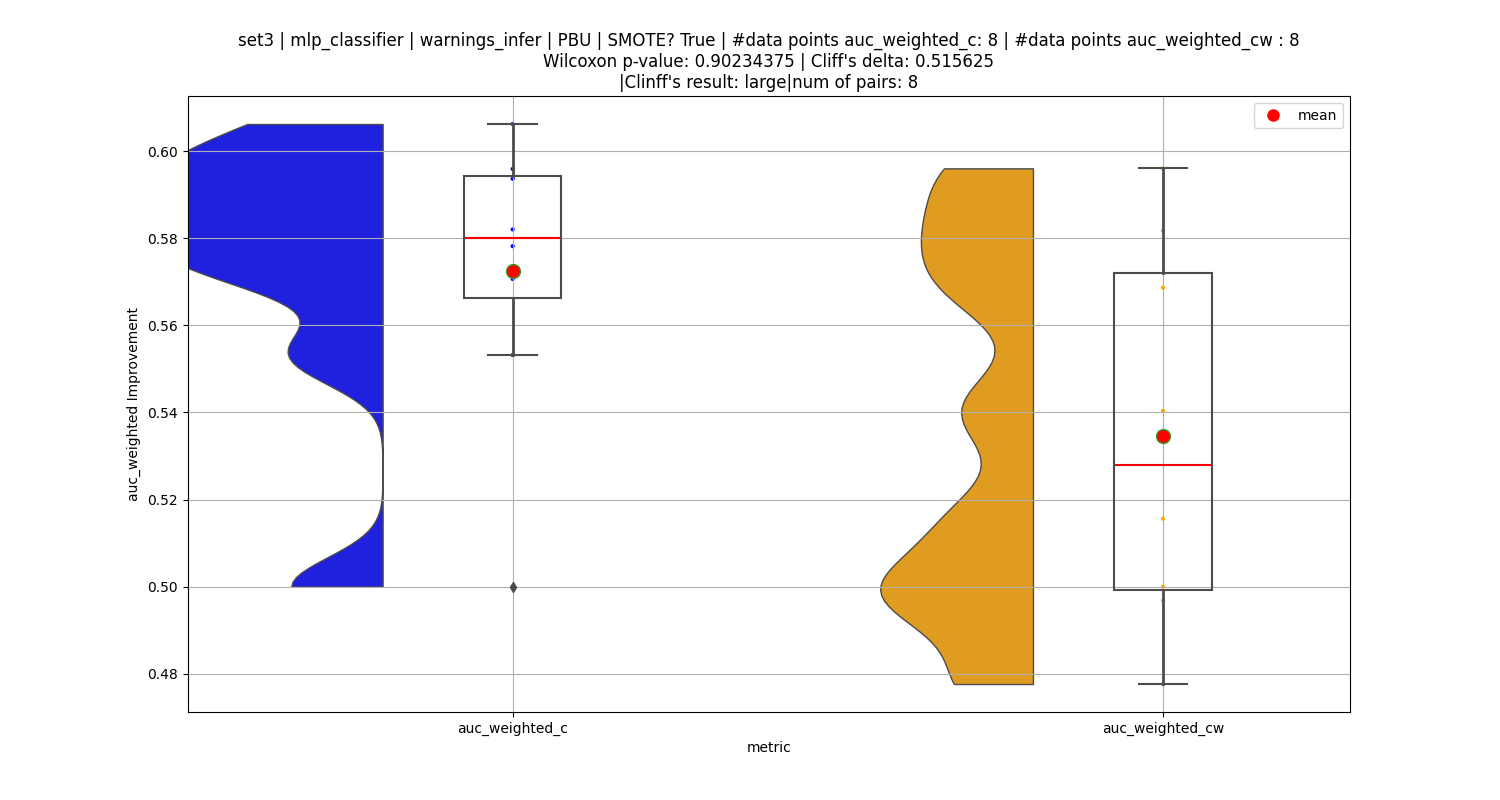 set3 | mlp_classifier | warnings_infer | PBU | SMOTE? True | #data points auc_weighted_c: 8 | #data points auc_weighted_cw : 8
Wilcoxon p-value: 0.90234375 | Cliff's delta: 0.515625
|Clinff's result: large|num of pairs: 8
mean
0.60
0.58
0.56
0.54
0.52
0.50
0.48
auc_weighted Improvement
auc_weighted_c
auc_weighted_cw
metric